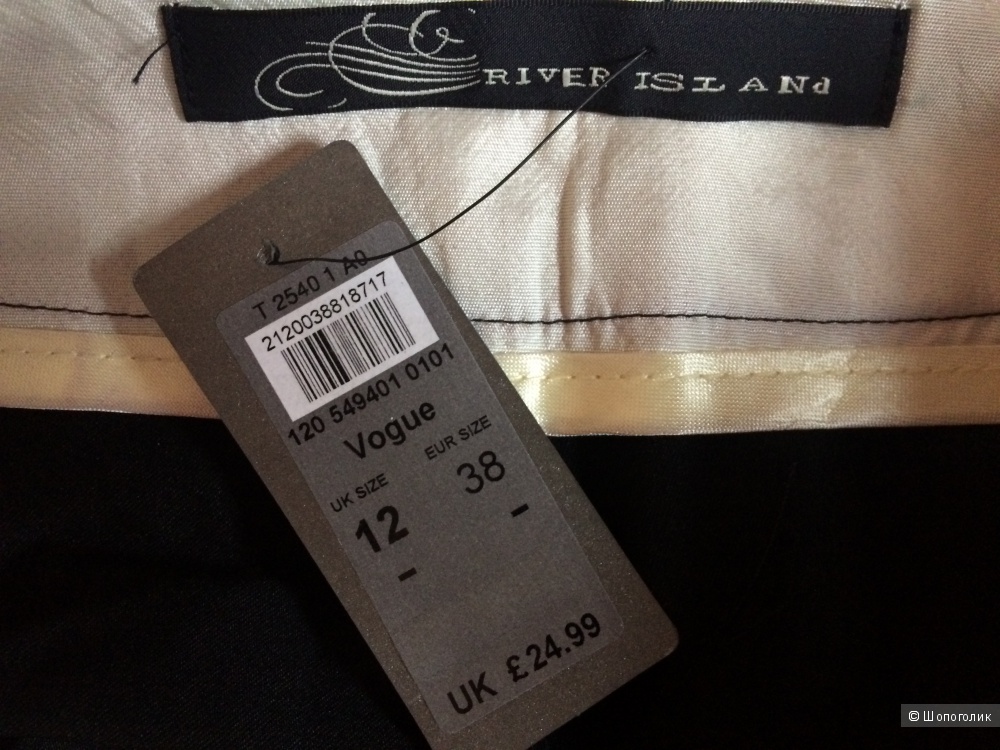 RIVER ISLANd
T 2540 1 A0
2120038818717
120 549401 0101
Vogue
UK SIZE EUR SIZE
12 38
- -
UK £24.99
© Шопоголик